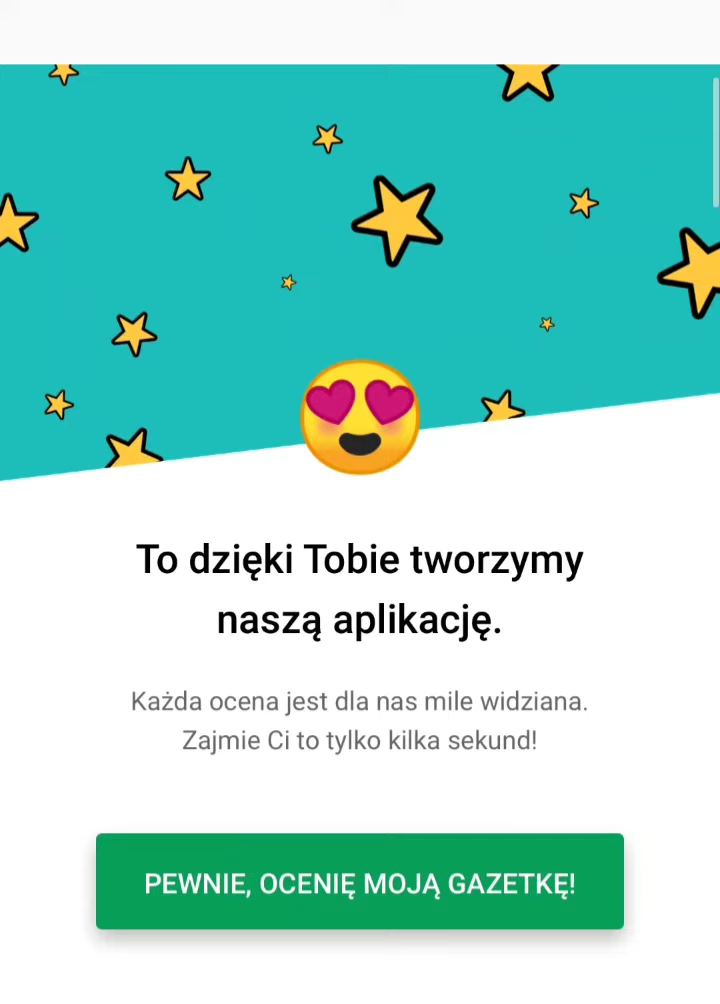 To dzięki Tobie tworzymy
naszą aplikację.
Każda ocena jest dla nas mile widziana.
Zajmie Ci to tylko kilka sekund!
PEWNIE, OCENIĘ MOJĄ GAZETKĘ!